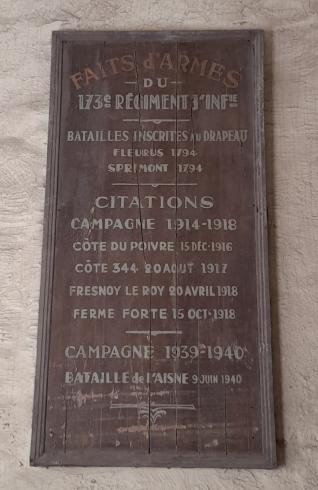 FAITS d'ARMES
DU
173e RÉGIMENT d'INFIE
BATAILLES INSCRITES AU DRAPEAU
FLEURUS 1794
SPRIMONT 1794
CITATIONS
CAMPAGNE 1914-1918
CÔTE DU POIVRE 15 DÉC·1916
CÔTE 344 20 AOUT 1917
FRESNOY LE ROY 20 AVRIL 1918
FERME FORTE 15 OCT·1918
CAMPAGNE 1939-1940
BATAILLE de L'AISNE 9 JUIN 1940